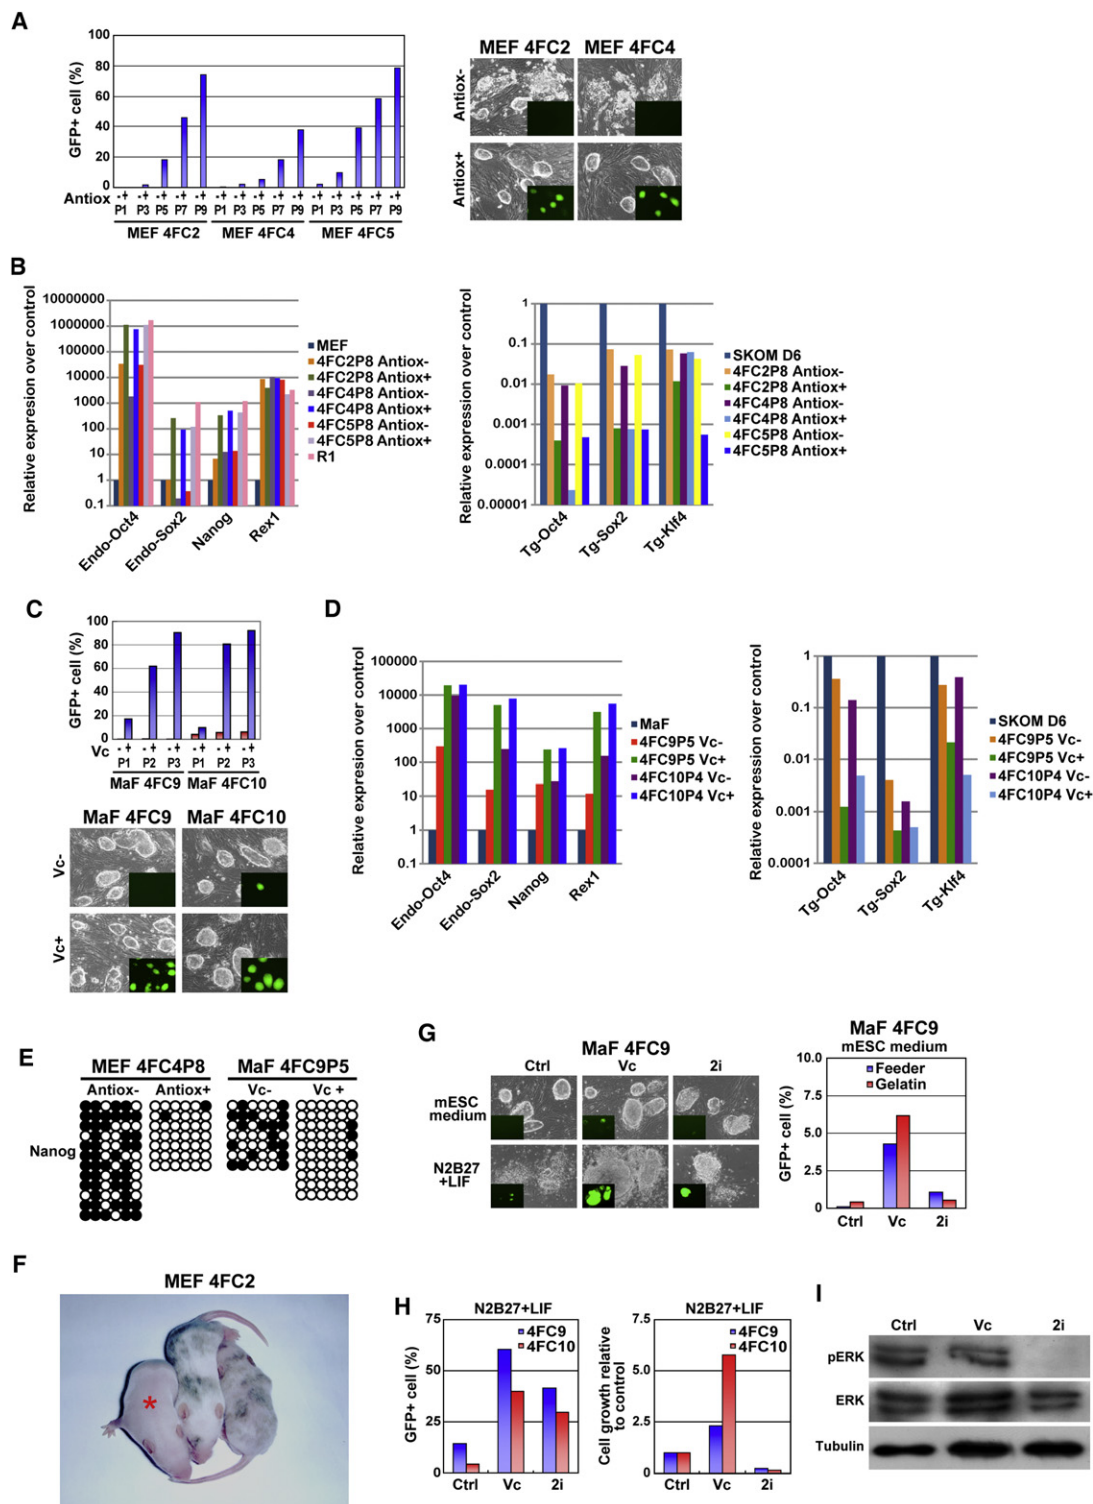 A
GFP+ cell (%)
100
80
60
40
20
0
Antiox
- + - + - + - + - + - + - + - + - + - + - + - + - + - + - +
P1 P3 P5 P7 P9 P1 P3 P5 P7 P9 P1 P3 P5 P7 P9
MEF 4FC2 MEF 4FC4 MEF 4FC5
MEF 4FC2 MEF 4FC4
Antiox-
Antiox+
B
Relative expression over control
10000000
1000000
100000
10000
1000
100
10
1
0.1
Endo-Oct4
Endo-Sox2
Nanog
Rex1
MEF
4FC2P8 Antiox-
4FC2P8 Antiox+
4FC4P8 Antiox-
4FC4P8 Antiox+
4FC5P8 Antiox-
4FC5P8 Antiox+
R1
Relative expression over control
1
0.1
0.01
0.001
0.0001
0.00001
Tg-Oct4
Tg-Sox2
Tg-Klf4
SKOM D6
4FC2P8 Antiox-
4FC2P8 Antiox+
4FC4P8 Antiox-
4FC4P8 Antiox+
4FC5P8 Antiox-
4FC5P8 Antiox+
C
GFP+ cell (%)
100
80
60
40
20
0
Vc - + - + - + - + - + - +
P1 P2 P3 P1 P2 P3
MaF 4FC9 MaF 4FC10
MaF 4FC9 MaF 4FC10
Vc-
Vc+
D
Relative expression over control
100000
10000
1000
100
10
1
0.1
Endo-Oct4
Endo-Sox2
Nanog
Rex1
MaF
4FC9P5 Vc-
4FC9P5 Vc+
4FC10P4 Vc-
4FC10P4 Vc+
Relative expression over control
1
0.1
0.01
0.001
0.0001
Tg-Oct4
Tg-Sox2
Tg-Klf4
SKOM D6
4FC9P5 Vc-
4FC9P5 Vc+
4FC10P4 Vc-
4FC10P4 Vc+
E
MEF 4FC4P8 MaF 4FC9P5
Antiox- Antiox+ Vc- Vc +
Nanog
F
MEF 4FC2
*
G
MaF 4FC9
Ctrl Vc 2i
mESC
medium
N2B27
+LIF
MaF 4FC9
mESC medium
GFP+ cell (%)
10.0
7.5
5.0
2.5
0
Feeder
Gelatin
Ctrl Vc 2i
H
N2B27+LIF
GFP+ cell (%)
75
50
25
0
4FC9
4FC10
Ctrl Vc 2i
N2B27+LIF
Cell growth relative
to control
7.5
5.0
2.5
0
4FC9
4FC10
Ctrl Vc 2i
I
Ctrl Vc 2i
pERK
ERK
Tubulin